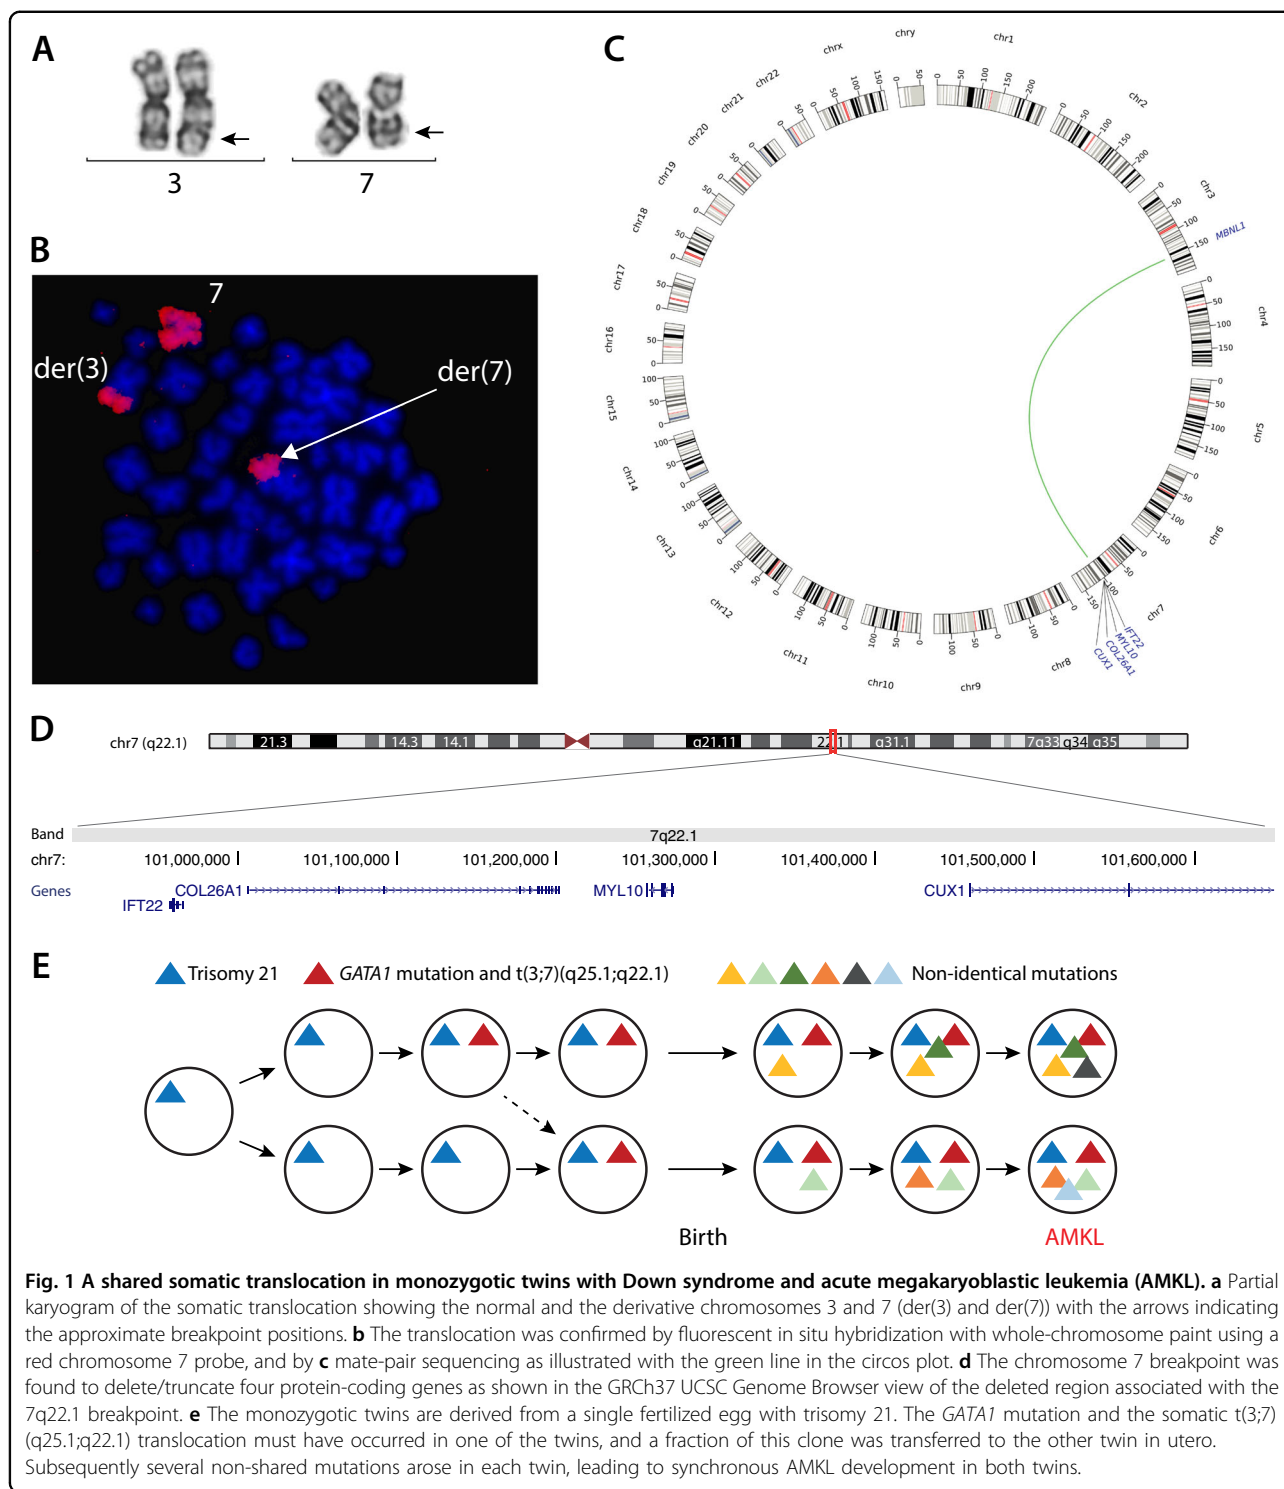 A
3
7
B
7
der(3)
der(7)
C
chr1
chr2
chr3
chr4
chr5
chr6
chr7
chr8
chr9
chr10
chr11
chr12
chr13
chr14
chr15
chr16
chr17
chr18
chr19
chr20
chr21
chr22
chrx
chry
MBNL1
IFT22
MYL10
COL26A1
CUX1
D
chr7 (q22.1)
21.3
14.3
14.1
q21.11
22.1
q31.1
7q33
q34
q35
Band
7q22.1
chr7:
101,000,000
101,100,000
101,200,000
101,300,000
101,400,000
101,500,000
101,600,000
Genes
COL26A1
MYL10
CUX1
IFT22
E
Trisomy 21
GATA1 mutation and t(3;7)(q25.1;q22.1)
Non-identical mutations
Birth
AMKL
Fig. 1 A shared somatic translocation in monozygotic twins with Down syndrome and acute megakaryoblastic leukemia (AMKL). a Partial
karyogram of the somatic translocation showing the normal and the derivative chromosomes 3 and 7 (der(3) and der(7)) with the arrows indicating
the approximate breakpoint positions. b The translocation was confirmed by fluorescent in situ hybridization with whole-chromosome paint using a
red chromosome 7 probe, and by c mate-pair sequencing as illustrated with the green line in the circos plot. d The chromosome 7 breakpoint was
found to delete/truncate four protein-coding genes as shown in the GRCh37 UCSC Genome Browser view of the deleted region associated with the
7q22.1 breakpoint. e The monozygotic twins are derived from a single fertilized egg with trisomy 21. The GATA1 mutation and the somatic t(3;7)
(q25.1;q22.1) translocation must have occurred in one of the twins, and a fraction of this clone was transferred to the other twin in utero.
Subsequently several non-shared mutations arose in each twin, leading to synchronous AMKL development in both twins.